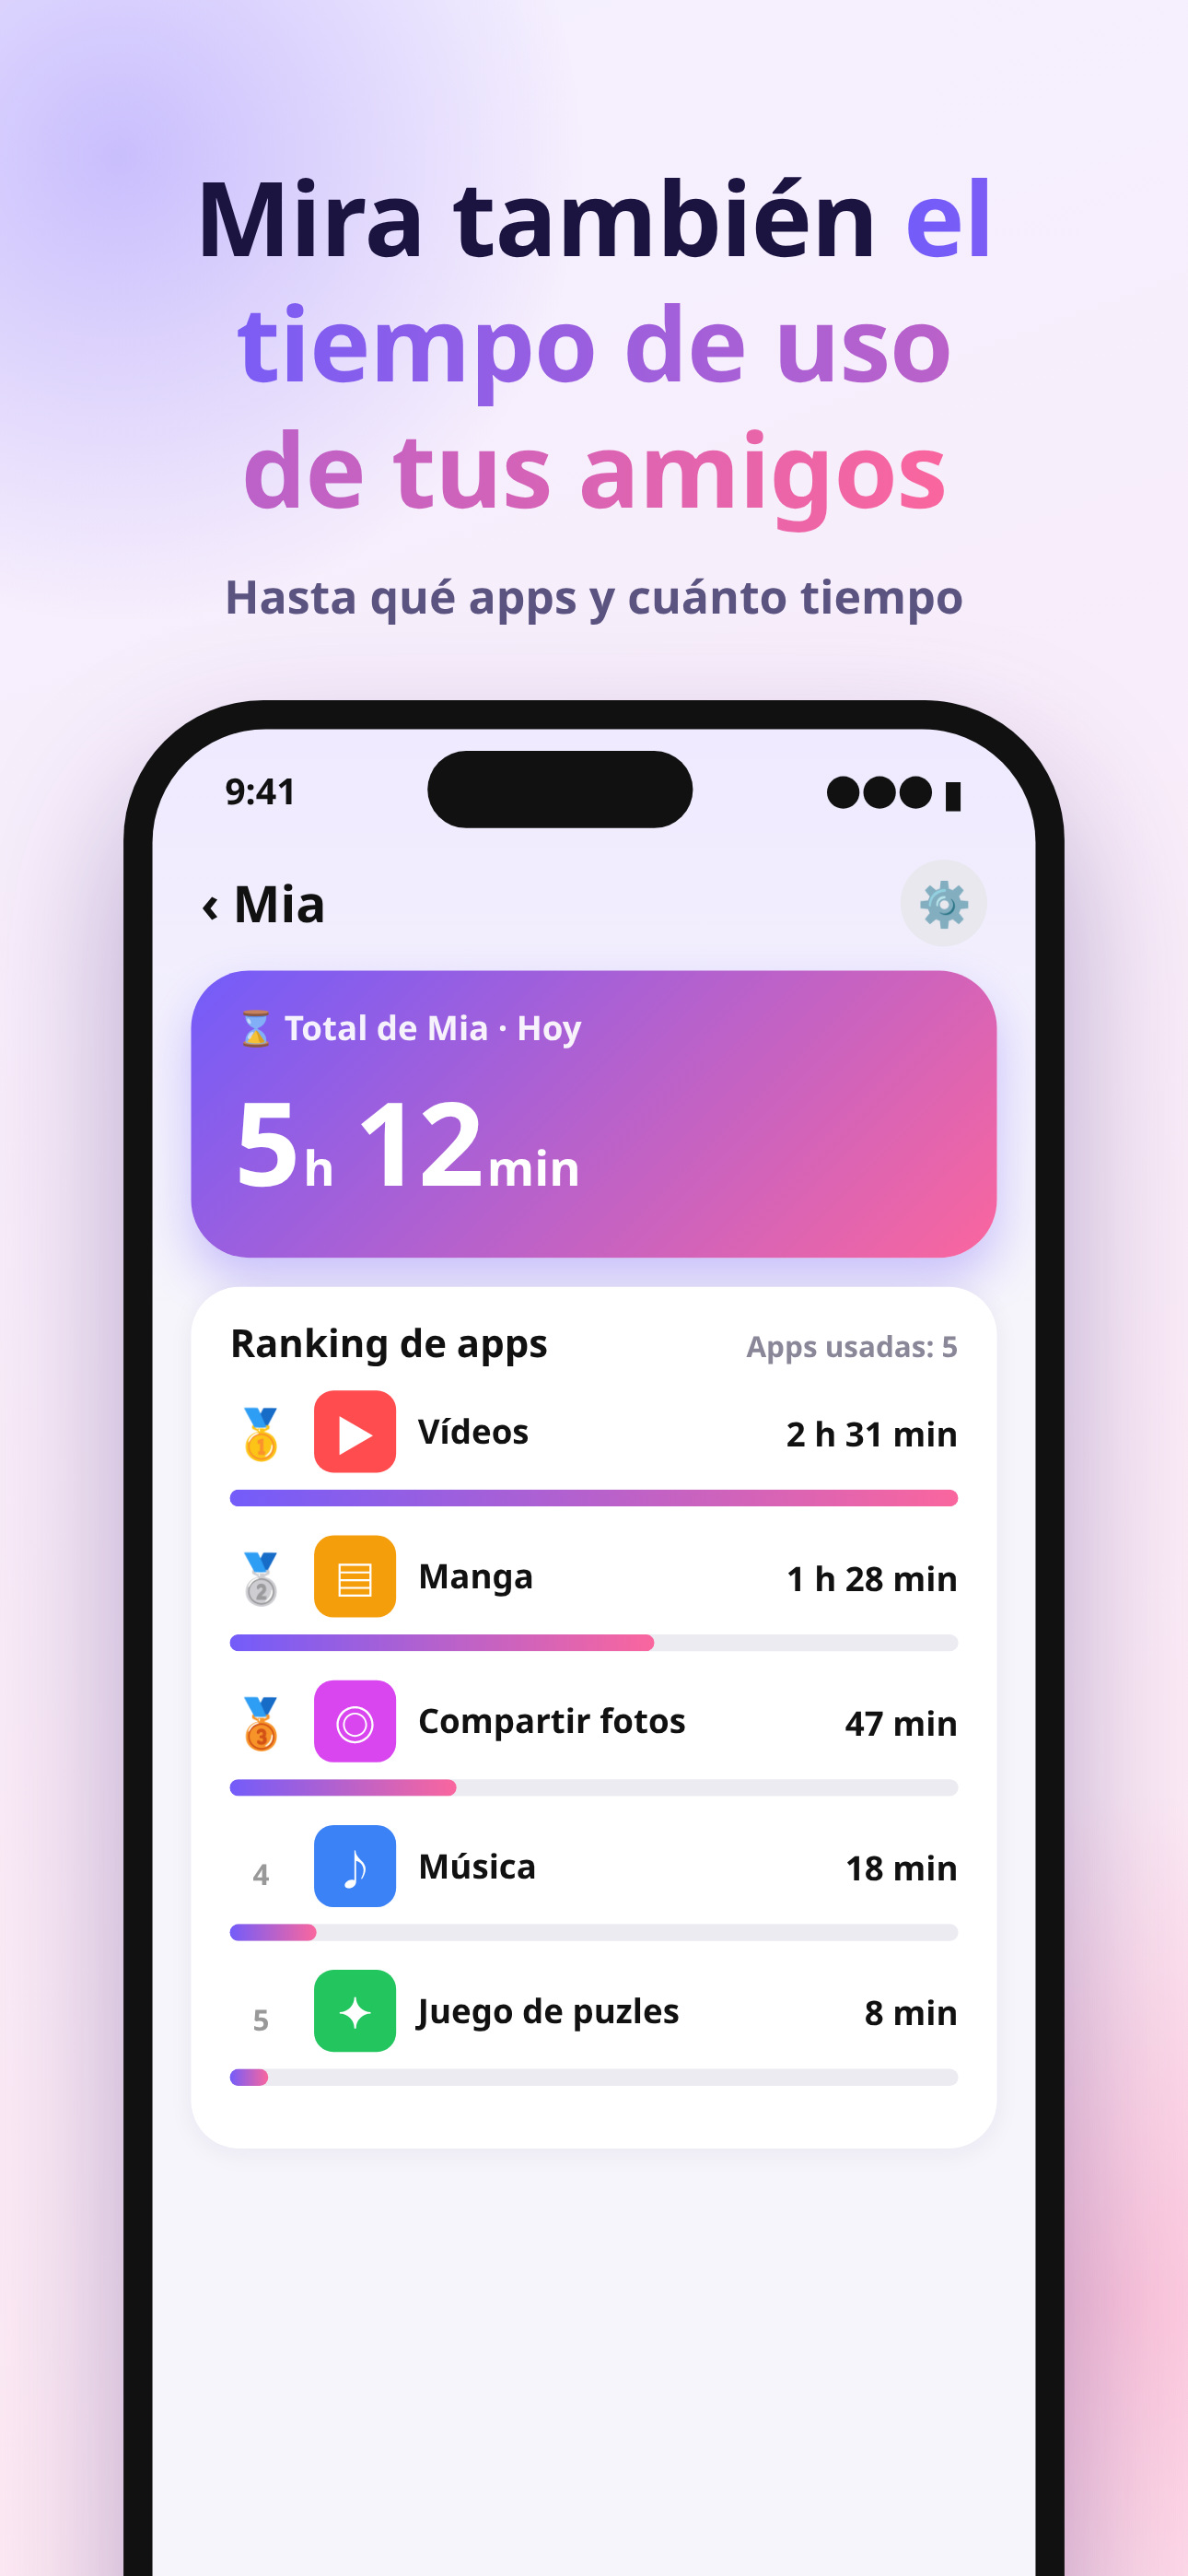 Mira también el
tiempo de uso
de tus amigos
Hasta qué apps y cuánto tiempo
9:41
‹ Mia
⌛ Total de Mia · Hoy
5h 12min
Ranking de apps
Apps usadas: 5
🥇 Vídeos 2 h 31 min
🥈 Manga 1 h 28 min
🥉 Compartir fotos 47 min
4 Música 18 min
5 Juego de puzles 8 min